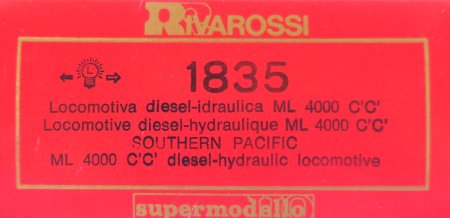 RIVAROSSI
1835
Locomotiva diesel-idraulica ML 4000 C'C'
Locomotive diesel-hydraulique ML 4000 C'C'
SOUTHERN PACIFIC
ML 4000 C'C' diesel-hydraulic locomotive
supermodello